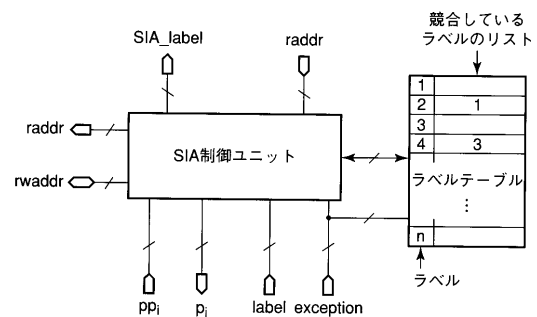 競合している
ラベルのリスト
SIA_label
raddr
raddr
rwaddr
SIA制御ユニット
1
2 1
3
4 3
ラベルテーブル
⋮
n
ラベル
ppi
pi
label
exception